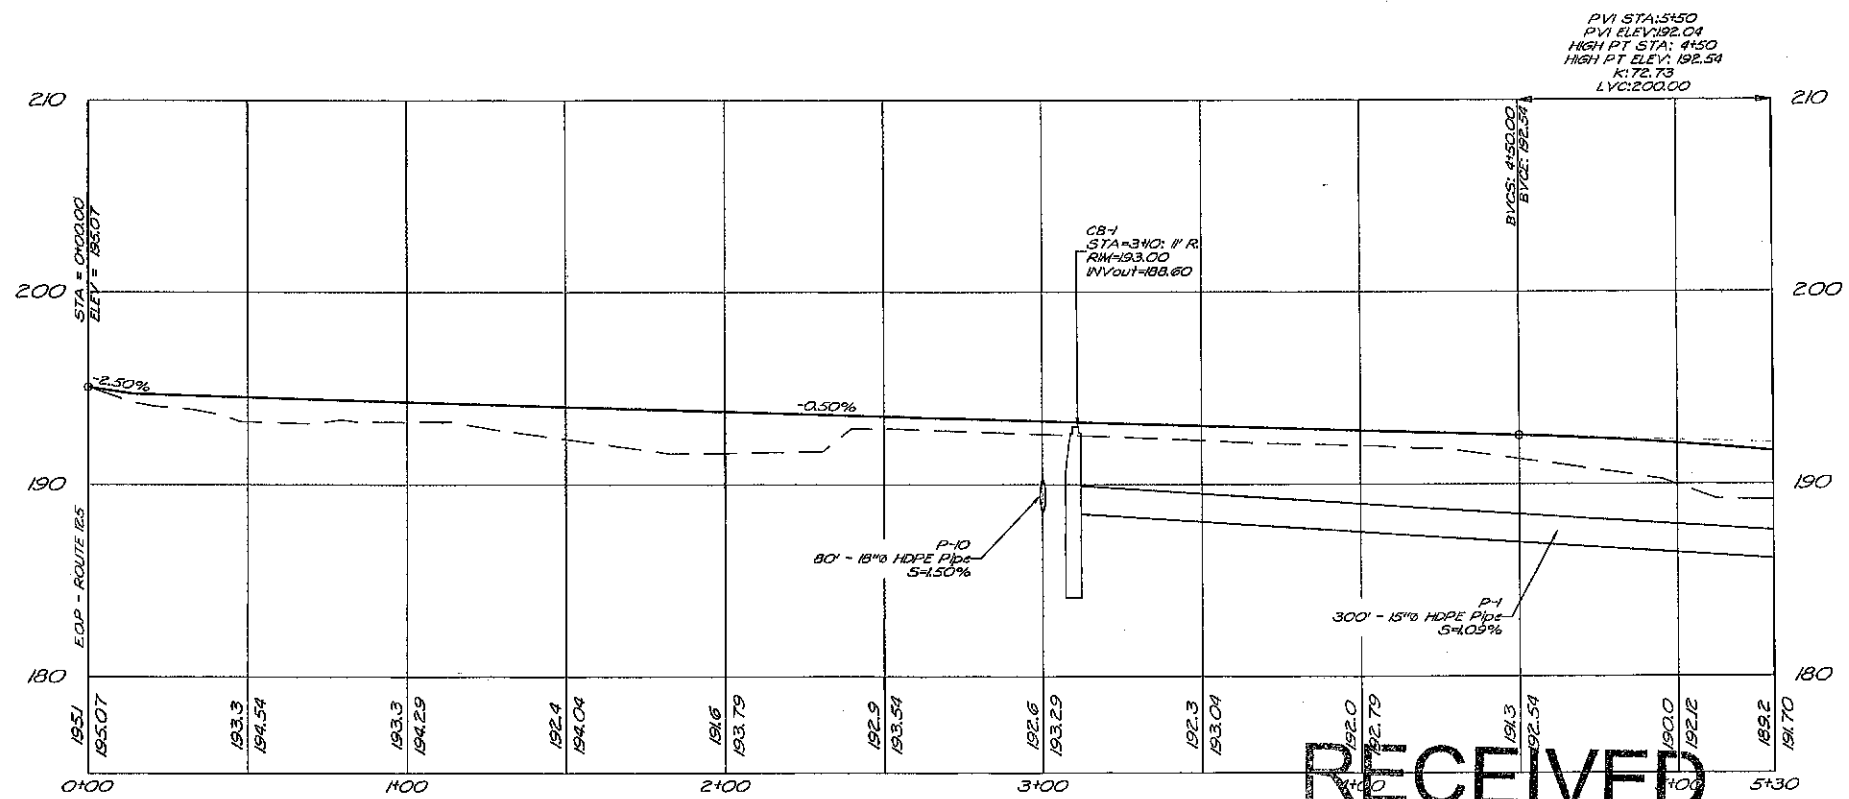 PVI STA:5+50
PVI ELEV:192.04
HIGH PT STA: 4+50
HIGH PT ELEV: 192.54
K:72.73
LVC:200.00
210
210
BVCS: 4+50.00
BVCE: 192.54
STA = 0+00.00
ELEV = 195.07
CB-1
STA=3+10: 11' R.
RIM=193.00
INVout=188.60
200
200
-2.50%
-0.50%
190
190
EOP - ROUTE 125
P-10
80' - 18"ø HDPE Pipe
S=1.50%
P-1
300' - 15"ø HDPE Pipe
S=1.09%
180
180
195.1
195.07
193.3
194.54
193.3
194.29
192.4
194.04
191.6
193.79
192.9
193.54
192.6
193.29
192.3
193.04
192.0
192.79
191.3
192.54
190.0
192.12
189.2
191.70
RECEIVED
0+00
1+00
2+00
3+00
4+00
5+00
5+30